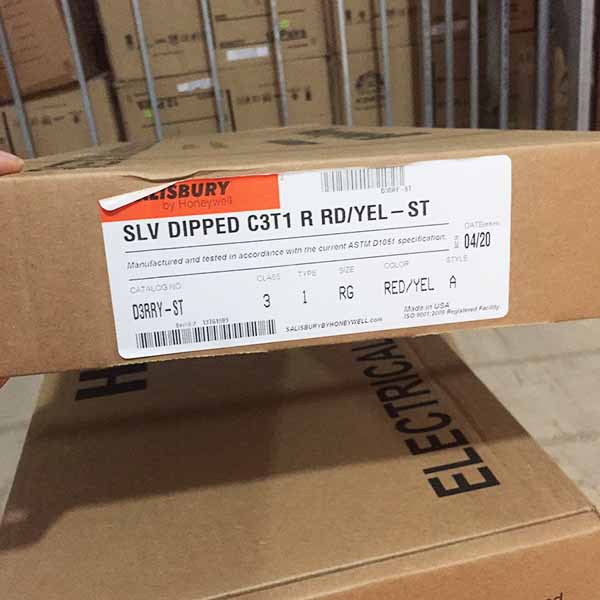 SALISBURY
by Honeywell
D3RRY-ST
SLV DIPPED C3T1 R RD/YEL-ST
Manufactured and tested in accordance with the current ASTM D1051 specification.
DATE
04/20
CATALOG NO.
CLASS
TYPE
SIZE
COLOR
STYLE
D3RRY-ST
3
1
RG
RED/YEL
A
Made in USA
ISO 9001:2008 Registered Facility
SALISBURYBYHONEYWELL.com
ELECTRICAL